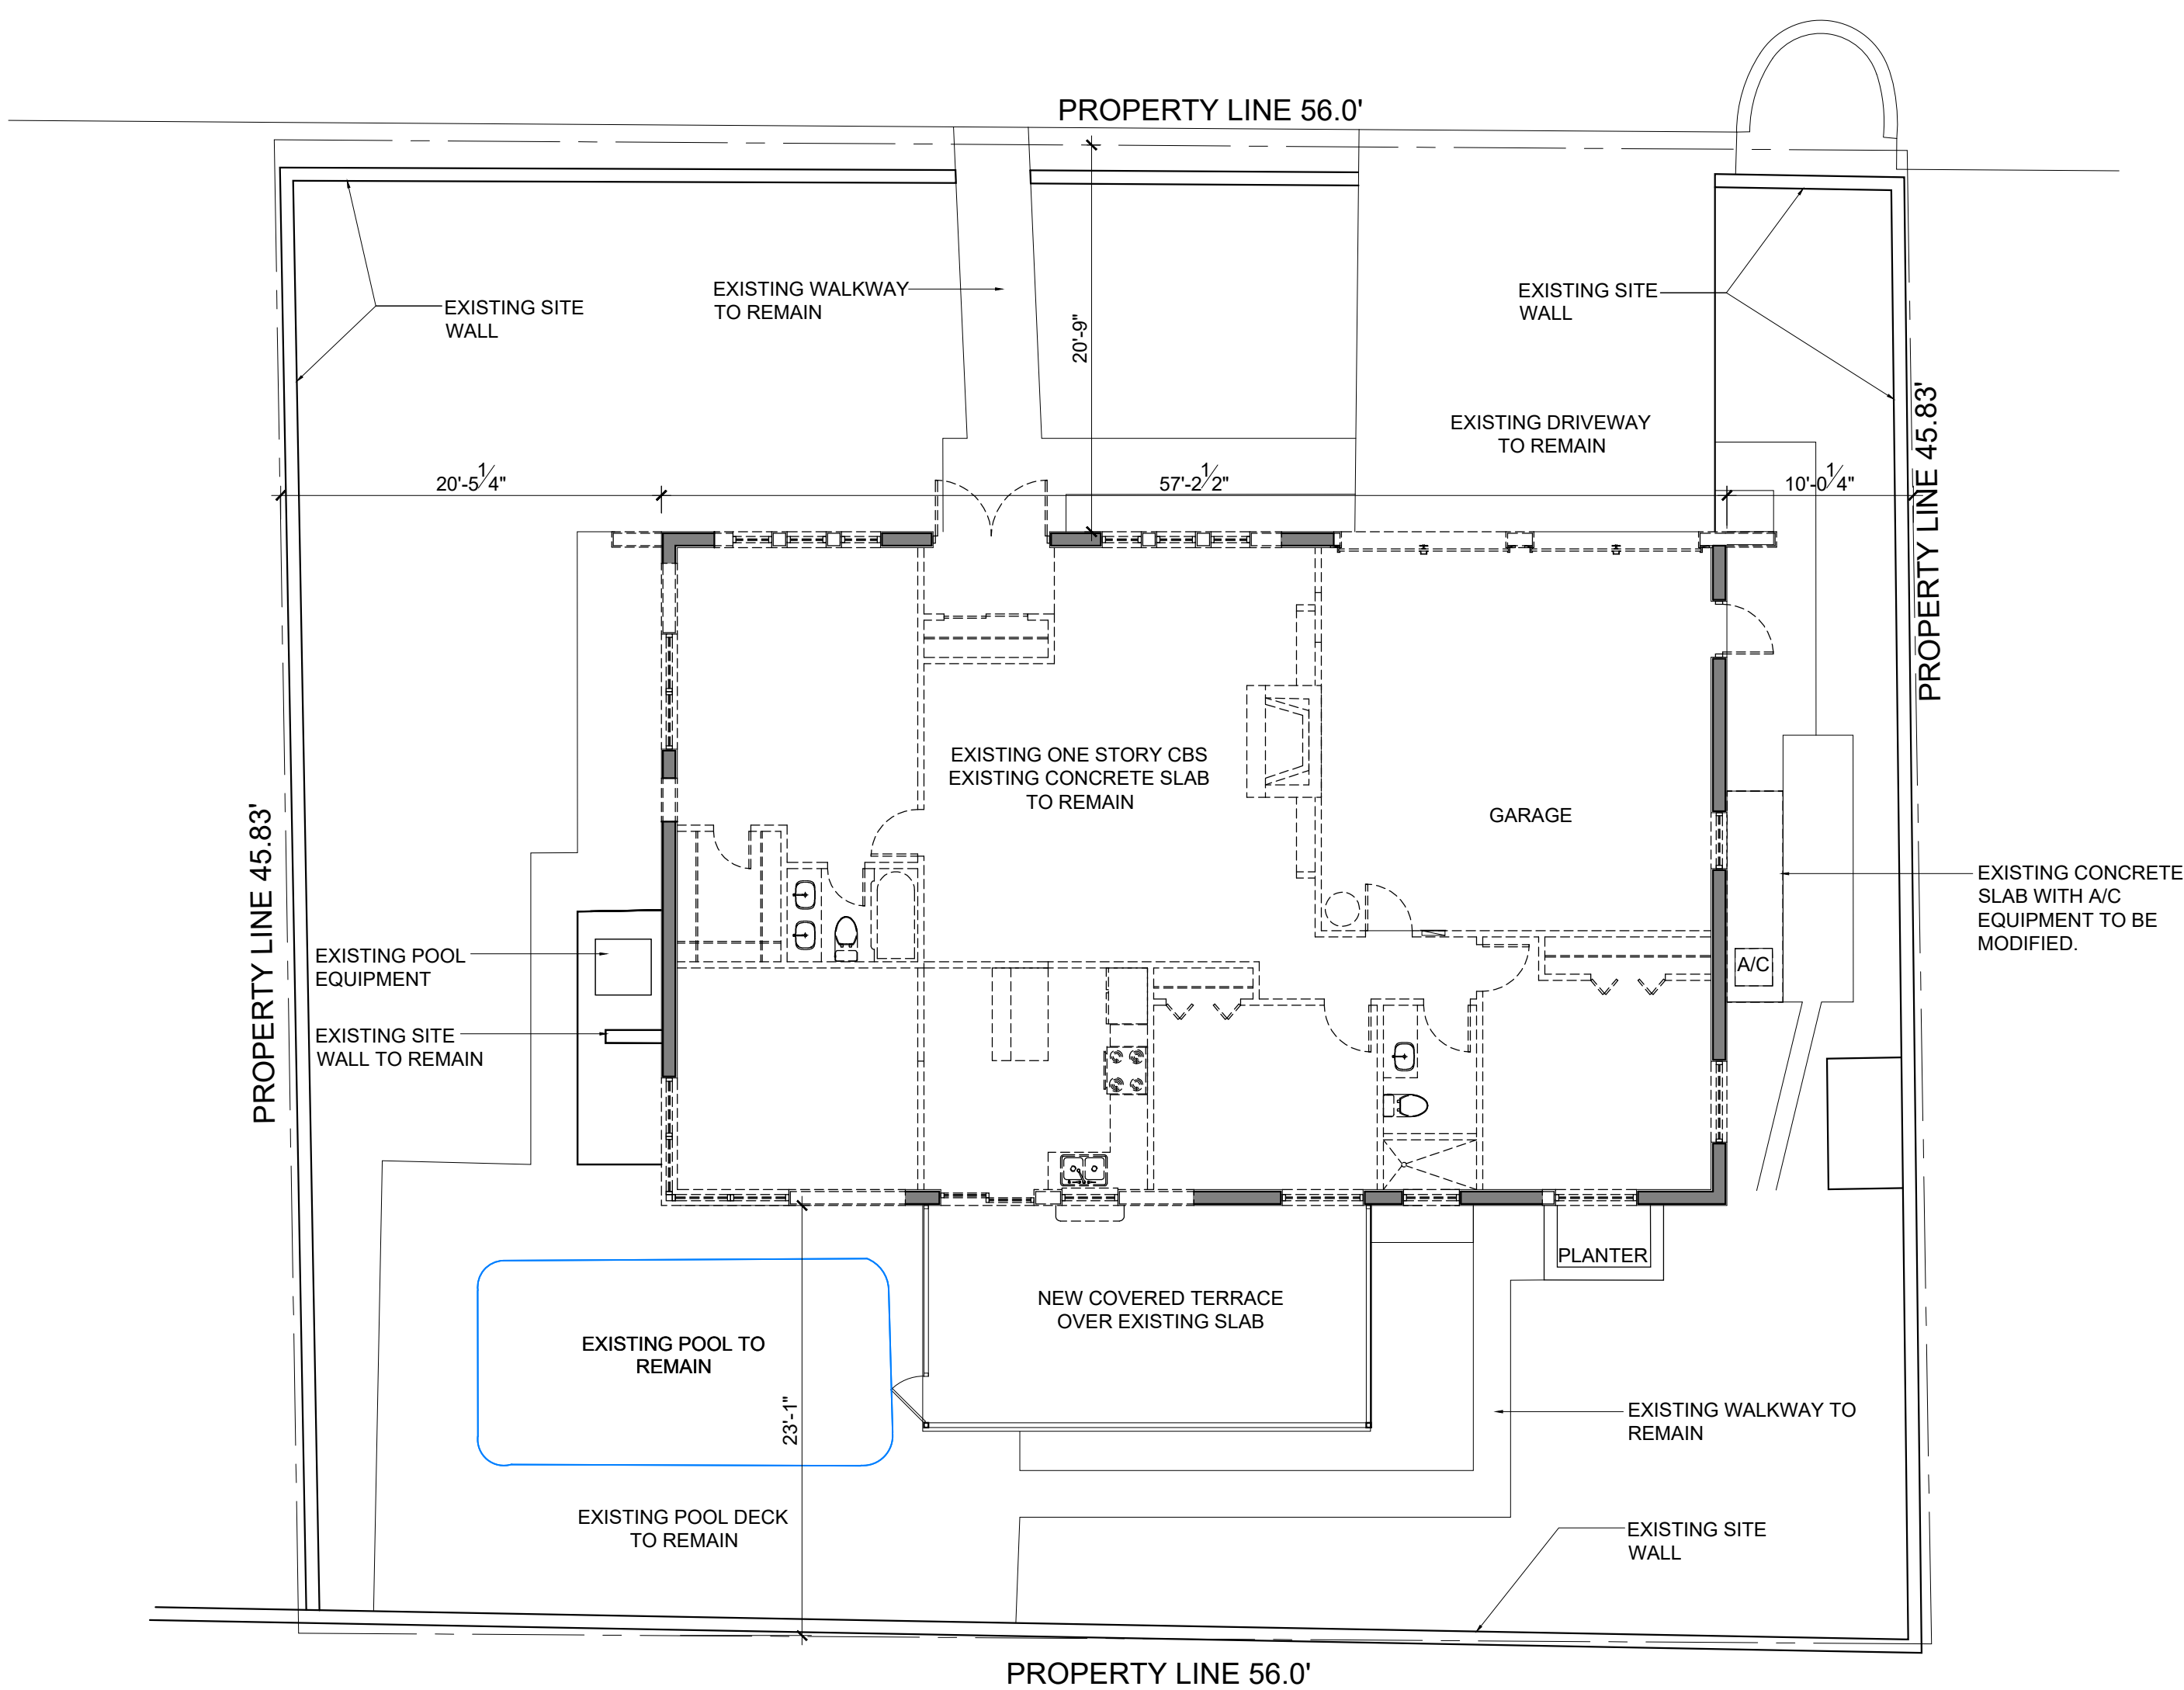 PROPERTY LINE 56.0'
EXISTING SITE
WALL
EXISTING WALKWAY
TO REMAIN
20'-9"
EXISTING SITE
WALL
EXISTING DRIVEWAY
TO REMAIN
PROPERTY LINE 45.83'
20'-5 1/4"
57'-2 1/2"
10'-0 1/4"
EXISTING ONE STORY CBS
EXISTING CONCRETE SLAB
TO REMAIN
GARAGE
PROPERTY LINE 45.83'
EXISTING CONCRETE
SLAB WITH A/C
EQUIPMENT TO BE
MODIFIED.
A/C
EXISTING POOL
EQUIPMENT
EXISTING SITE
WALL TO REMAIN
PLANTER
NEW COVERED TERRACE
OVER EXISTING SLAB
EXISTING POOL TO
REMAIN
23'-1"
EXISTING WALKWAY TO
REMAIN
EXISTING POOL DECK
TO REMAIN
EXISTING SITE
WALL
PROPERTY LINE 56.0'